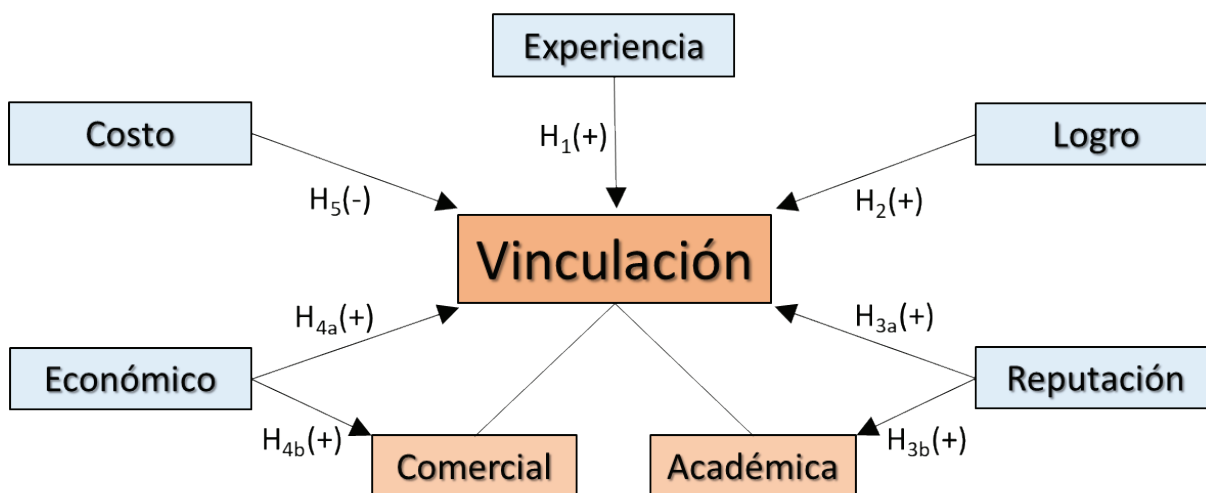 Experiencia
Costo
Logro
H₁(+)
H₅(-)
H₂(+)
Vinculación
H₄ₐ(+)
H₃ₐ(+)
Económico
Reputación
H₄b(+)
H₃b(+)
Comercial
Académica